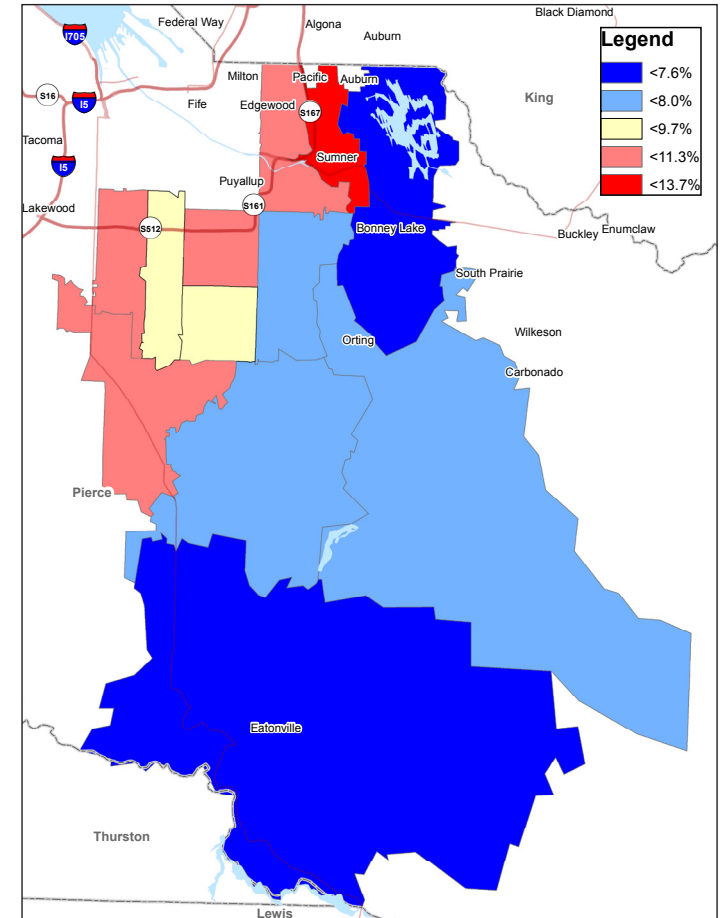 Black Diamond
Federal Way
Algona
Auburn
I705
Legend
<7.6%
<8.0%
<9.7%
<11.3%
<13.7%
Milton
Pacific
Auburn
King
S16
I5
Fife
Edgewood
S167
Tacoma
I5
Sumner
Puyallup
Lakewood
S161
S512
Bonney Lake
Buckley
Enumclaw
South Prairie
Orting
Wilkeson
Carbonado
Pierce
Eatonville
Thurston
Lewis